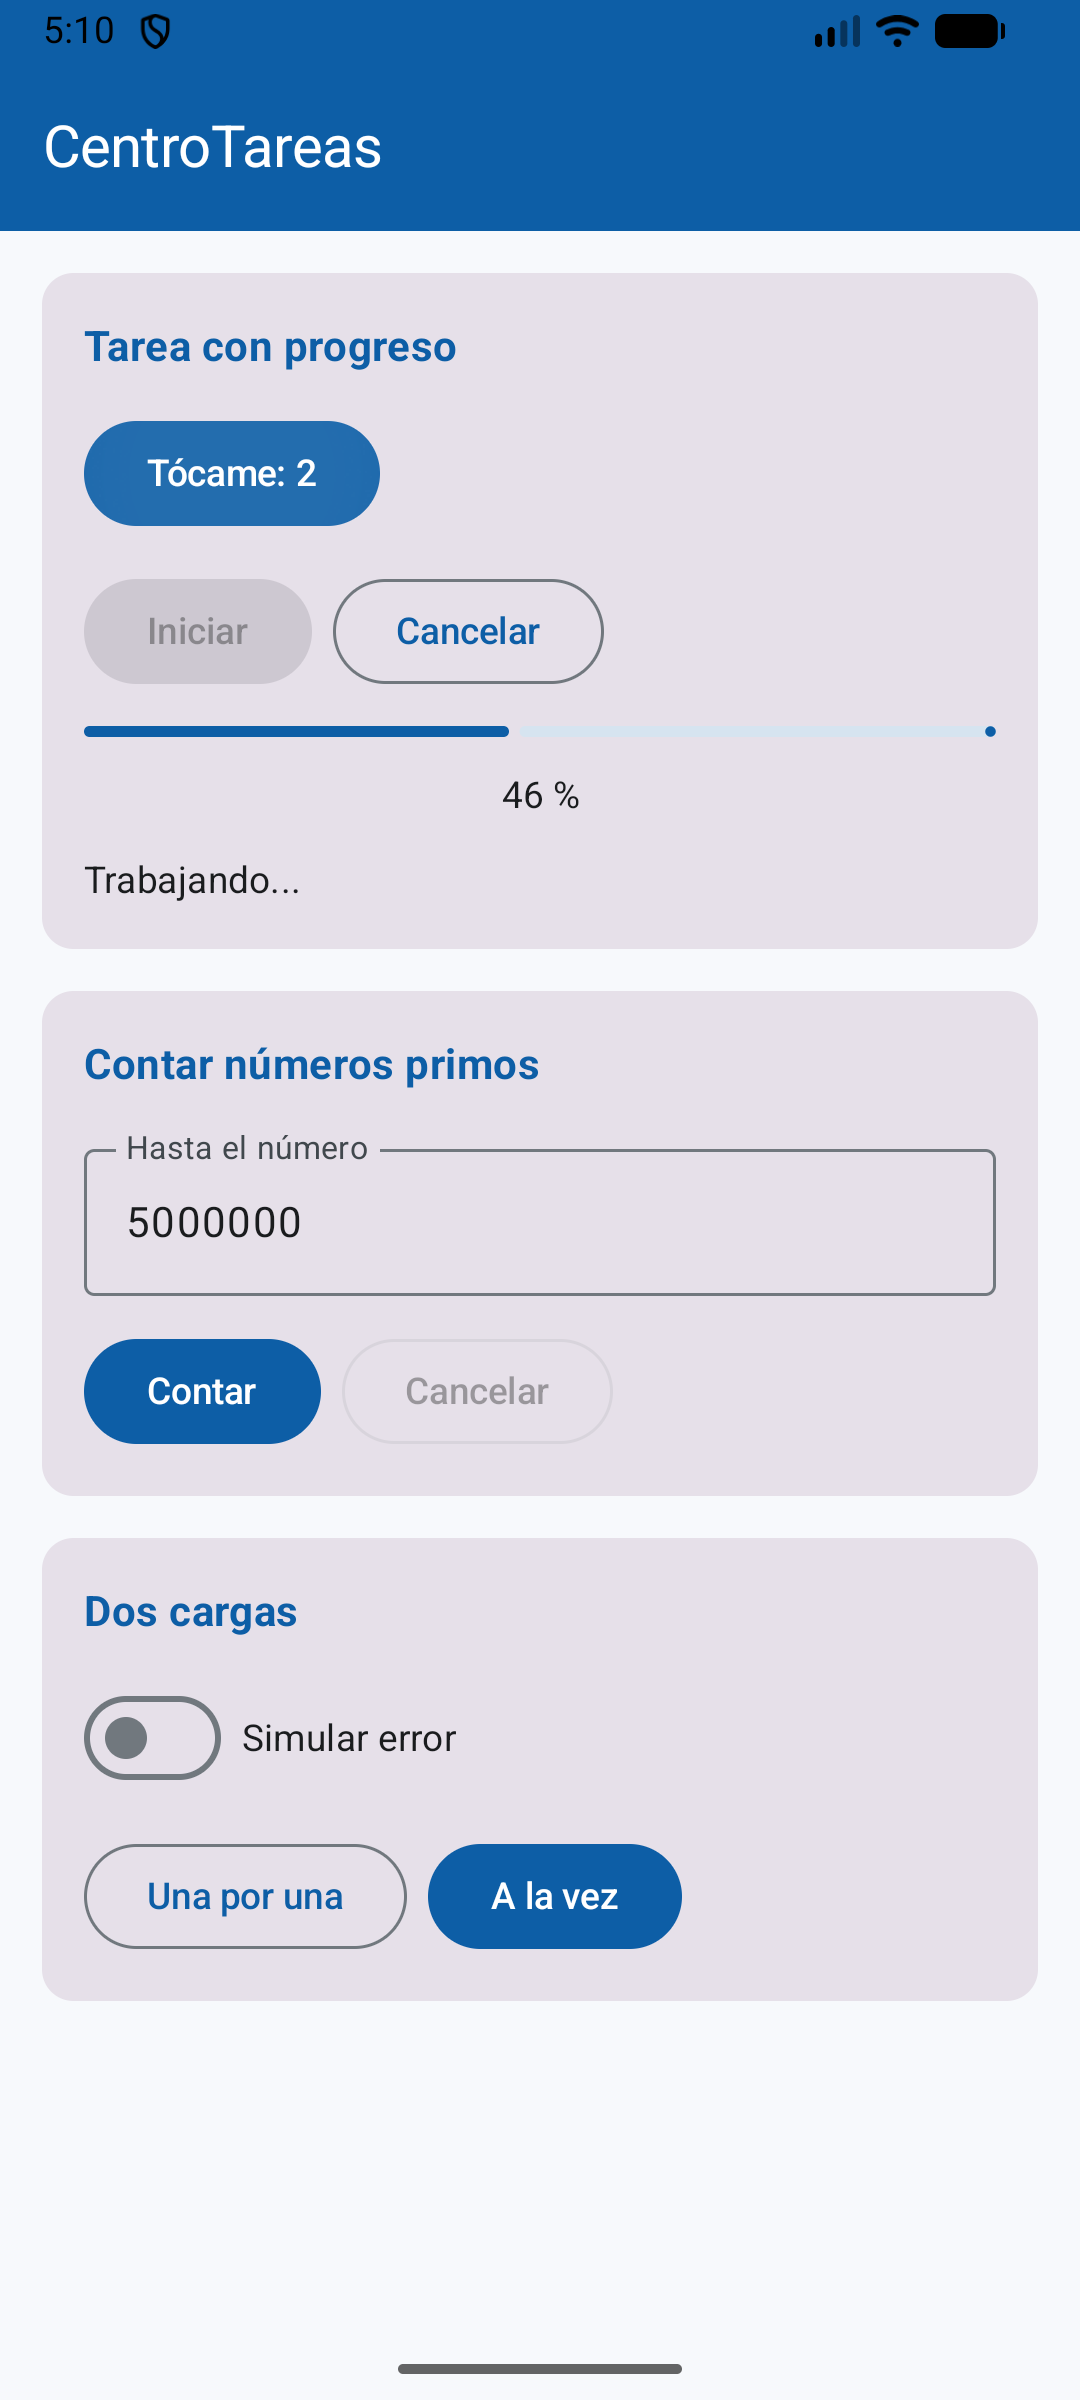 5:10
CentroTareas
Tarea con progreso
Tócame: 2
Iniciar Cancelar
46 %
Trabajando...
Contar números primos
Hasta el número
5000000
Contar Cancelar
Dos cargas
Simular error
Una por una A la vez